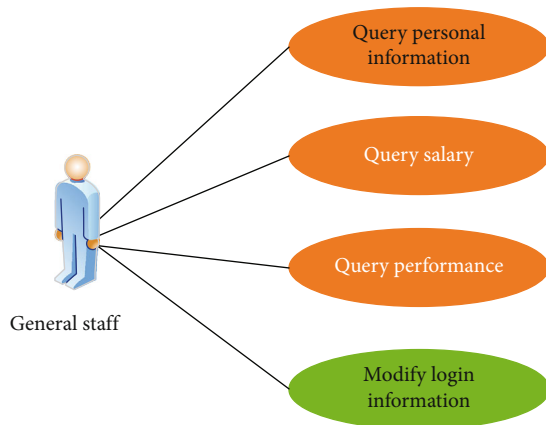 Query personal
information
Query salary
Query performance
General staff
Modify login
information